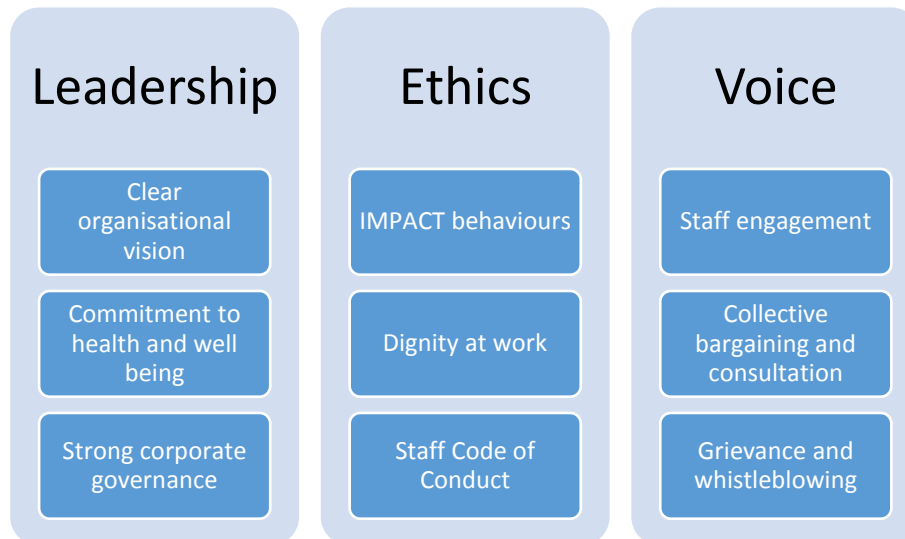 Leadership
Clear
organisational
vision
Commitment to
health and well
being
Strong corporate
governance
Ethics
IMPACT behaviours
Dignity at work
Staff Code of
Conduct
Voice
Staff engagement
Collective
bargaining and
consultation
Grievance and
whistleblowing